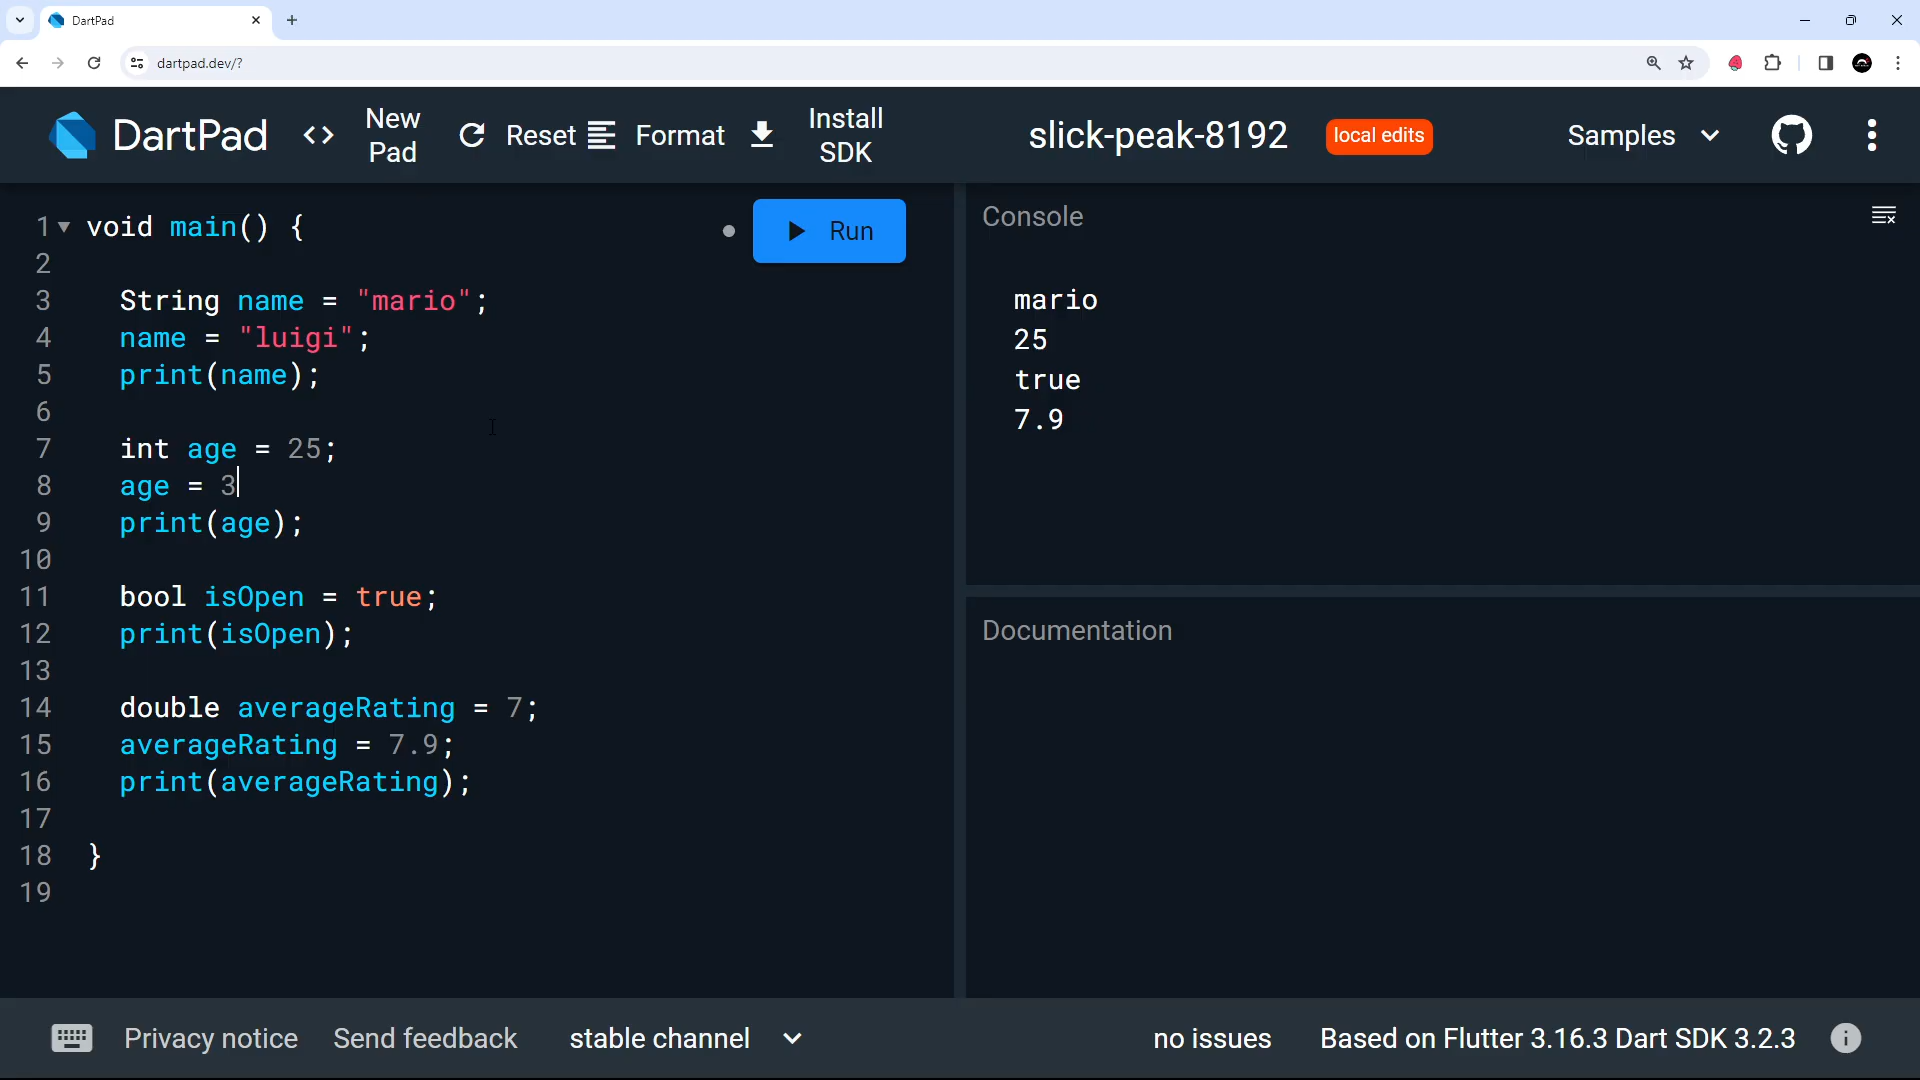 DartPad
dartpad.dev/?
DartPad
New Pad
Reset
Format
Install SDK
slick-peak-8192
local edits
Samples
1 void main() {
2
3 String name = "mario";
4 name = "luigi";
5 print(name);
6
7 int age = 25;
8 age = 3
9 print(age);
10
11 bool isOpen = true;
12 print(isOpen);
13
14 double averageRating = 7;
15 averageRating = 7.9;
16 print(averageRating);
17
18 }
19
Run
Console
mario
25
true
7.9
Documentation
Privacy notice
Send feedback
stable channel
no issues
Based on Flutter 3.16.3 Dart SDK 3.2.3